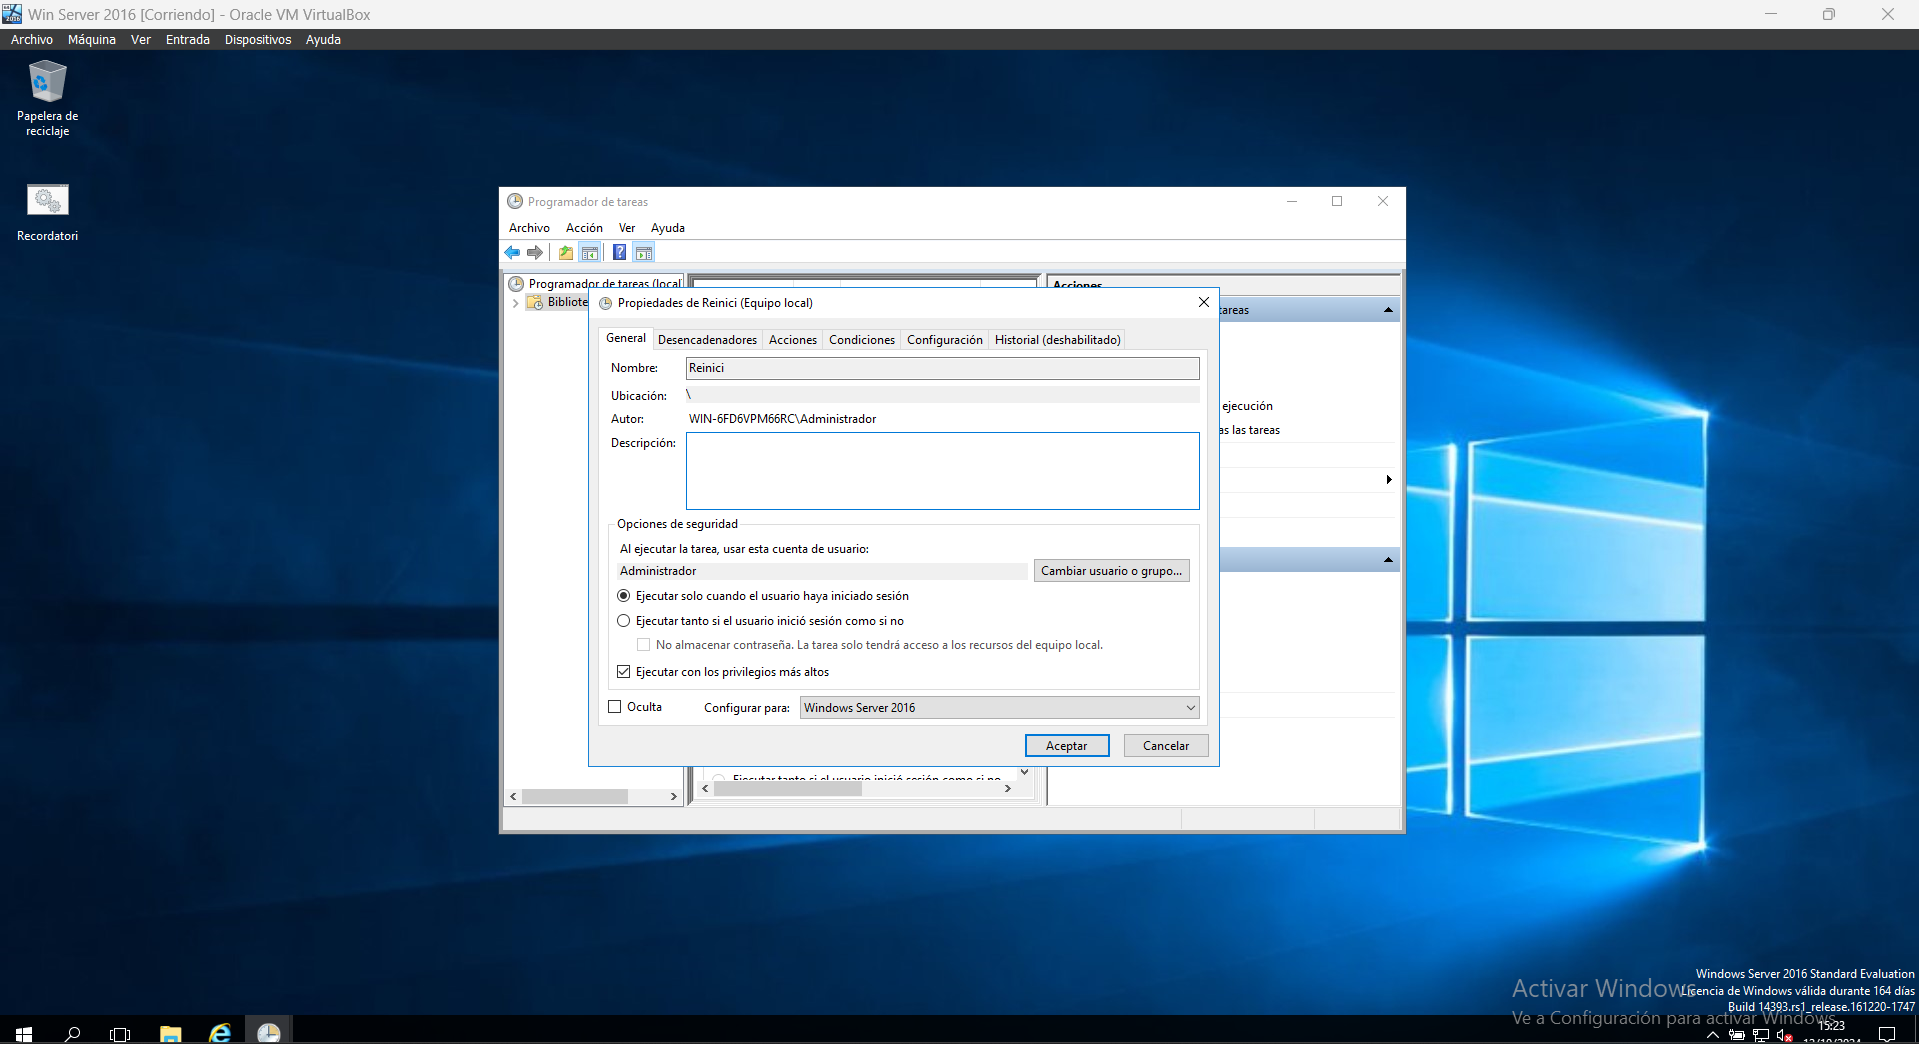 Win Server 2016 [Corriendo] - Oracle VM VirtualBox
Archivo Máquina Ver Entrada Dispositivos Ayuda
Papelera de
reciclaje
Recordatori
Programador de tareas
Archivo Acción Ver Ayuda
Programador de tareas (local
Bibliote
Acciones
Propiedades de Reinici (Equipo local)
tareas
General Desencadenadores Acciones Condiciones Configuración Historial (deshabilitado)
Nombre: Reinici
Ubicación: \
Autor: WIN-6FD6VPM66RC\Administrador
Descripción:
ejecución
as las tareas
Opciones de seguridad
Al ejecutar la tarea, usar esta cuenta de usuario:
Administrador
Cambiar usuario o grupo...
Ejecutar solo cuando el usuario haya iniciado sesión
Ejecutar tanto si el usuario inició sesión como si no
No almacenar contraseña. La tarea solo tendrá acceso a los recursos del equipo local.
Ejecutar con los privilegios más altos
Oculta Configurar para: Windows Server 2016
Aceptar Cancelar
Ejecutar tanto si el usuario inició sesión como si no
Windows Server 2016 Standard Evaluation
Activar Windows
Licencia de Windows válida durante 164 días
Build 14393.rs1_release.161220-1747
Ve a Configuración para activar Windows.
15:23